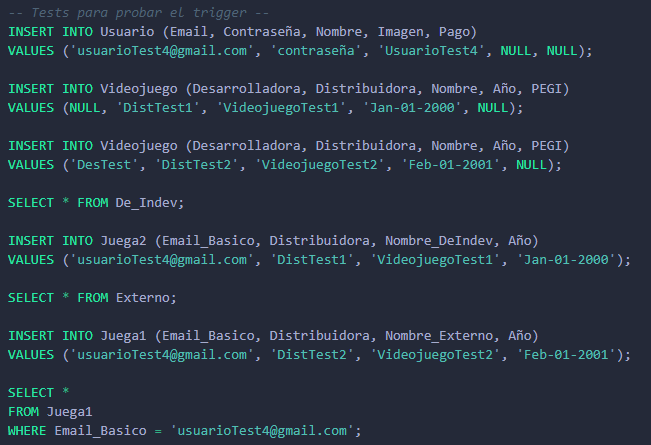 -- Tests para probar el trigger --
INSERT INTO Usuario (Email, Contraseña, Nombre, Imagen, Pago)
VALUES ('usuarioTest4@gmail.com', 'contraseña', 'UsuarioTest4', NULL, NULL);
INSERT INTO Videojuego (Desarrolladora, Distribuidora, Nombre, Año, PEGI)
VALUES (NULL, 'DistTest1', 'VideojuegoTest1', 'Jan-01-2000', NULL);
INSERT INTO Videojuego (Desarrolladora, Distribuidora, Nombre, Año, PEGI)
VALUES ('DesTest', 'DistTest2', 'VideojuegoTest2', 'Feb-01-2001', NULL);
SELECT * FROM De_Indev;
INSERT INTO Juega2 (Email_Basico, Distribuidora, Nombre_DeIndev, Año)
VALUES ('usuarioTest4@gmail.com', 'DistTest1', 'VideojuegoTest1', 'Jan-01-2000');
SELECT * FROM Externo;
INSERT INTO Juega1 (Email_Basico, Distribuidora, Nombre_Externo, Año)
VALUES ('usuarioTest4@gmail.com', 'DistTest2', 'VideojuegoTest2', 'Feb-01-2001');
SELECT *
FROM Juega1
WHERE Email_Basico = 'usuarioTest4@gmail.com';